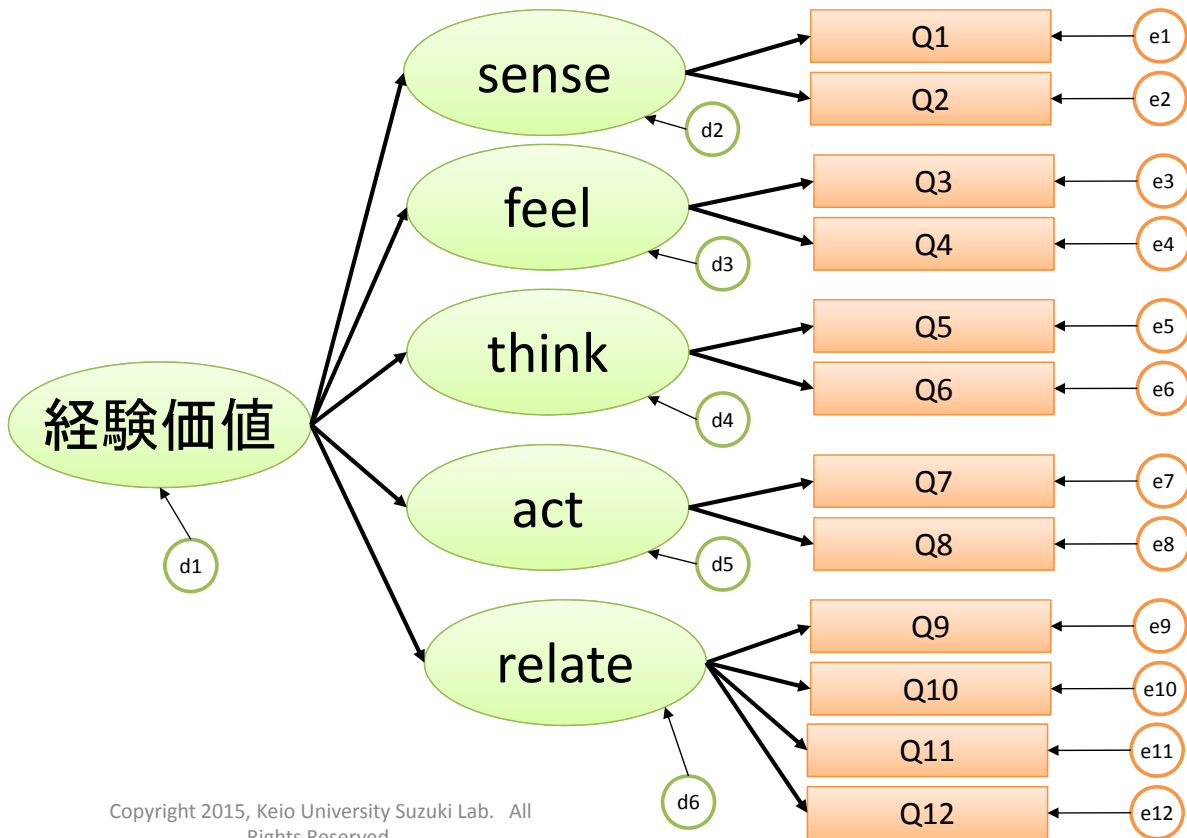 sense
Q1
e1
Q2
e2
d2
feel
Q3
e3
Q4
e4
d3
think
Q5
e5
Q6
e6
d4
経験価値
d1
act
Q7
e7
Q8
e8
d5
relate
Q9
e9
Q10
e10
Q11
e11
Q12
e12
d6
Copyright 2015, Keio University Suzuki Lab. All
Rights Reserved